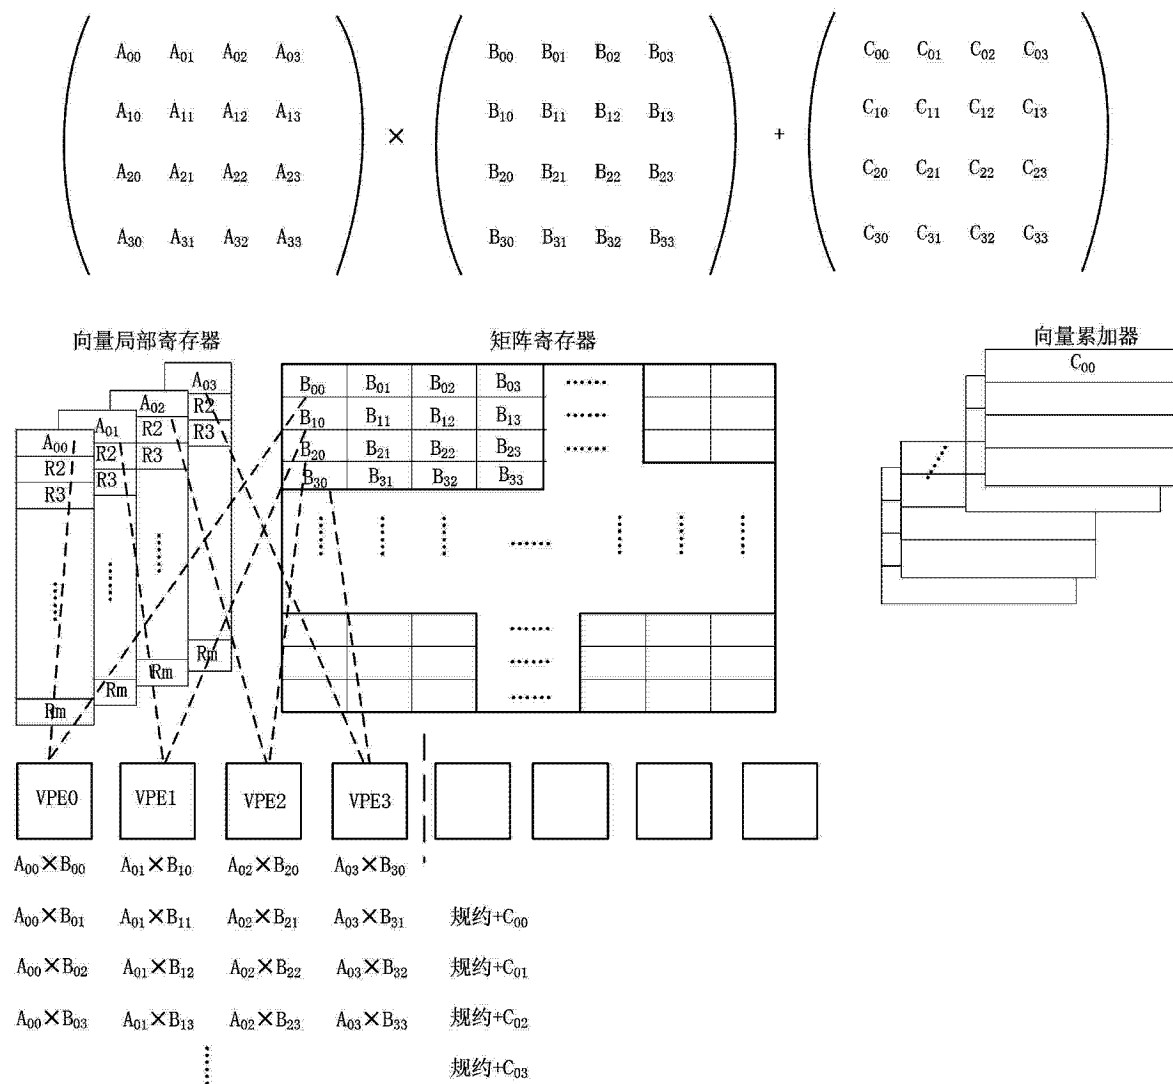 A₀₀ A₀₁ A₀₂ A₀₃ B₀₀ B₀₁ B₀₂ B₀₃ C₀₀ C₀₁ C₀₂ C₀₃
A₁₀ A₁₁ A₁₂ A₁₃ B₁₀ B₁₁ B₁₂ B₁₃ C₁₀ C₁₁ C₁₂ C₁₃
× +
A₂₀ A₂₁ A₂₂ A₂₃ B₂₀ B₂₁ B₂₂ B₂₃ C₂₀ C₂₁ C₂₂ C₂₃
A₃₀ A₃₁ A₃₂ A₃₃ B₃₀ B₃₁ B₃₂ B₃₃ C₃₀ C₃₁ C₃₂ C₃₃
向量局部寄存器 矩阵寄存器 向量累加器
A₀₀
R2
R3
Rm
A₀₁
R2
R3
Rm
A₀₂
R2
R3
Rm
A₀₃
R2
R3
Rm
B₀₀ B₀₁ B₀₂ B₀₃ ……
B₁₀ B₁₁ B₁₂ B₁₃ ……
B₂₀ B₂₁ B₂₂ B₂₃ ……
B₃₀ B₃₁ B₃₂ B₃₃
……
……
……
……
C₀₀
VPE0 VPE1 VPE2 VPE3
A₀₀×B₀₀ A₀₁×B₁₀ A₀₂×B₂₀ A₀₃×B₃₀
A₀₀×B₀₁ A₀₁×B₁₁ A₀₂×B₂₁ A₀₃×B₃₁ 规约+C₀₀
A₀₀×B₀₂ A₀₁×B₁₂ A₀₂×B₂₂ A₀₃×B₃₂ 规约+C₀₁
A₀₀×B₀₃ A₀₁×B₁₃ A₀₂×B₂₃ A₀₃×B₃₃ 规约+C₀₂
规约+C₀₃